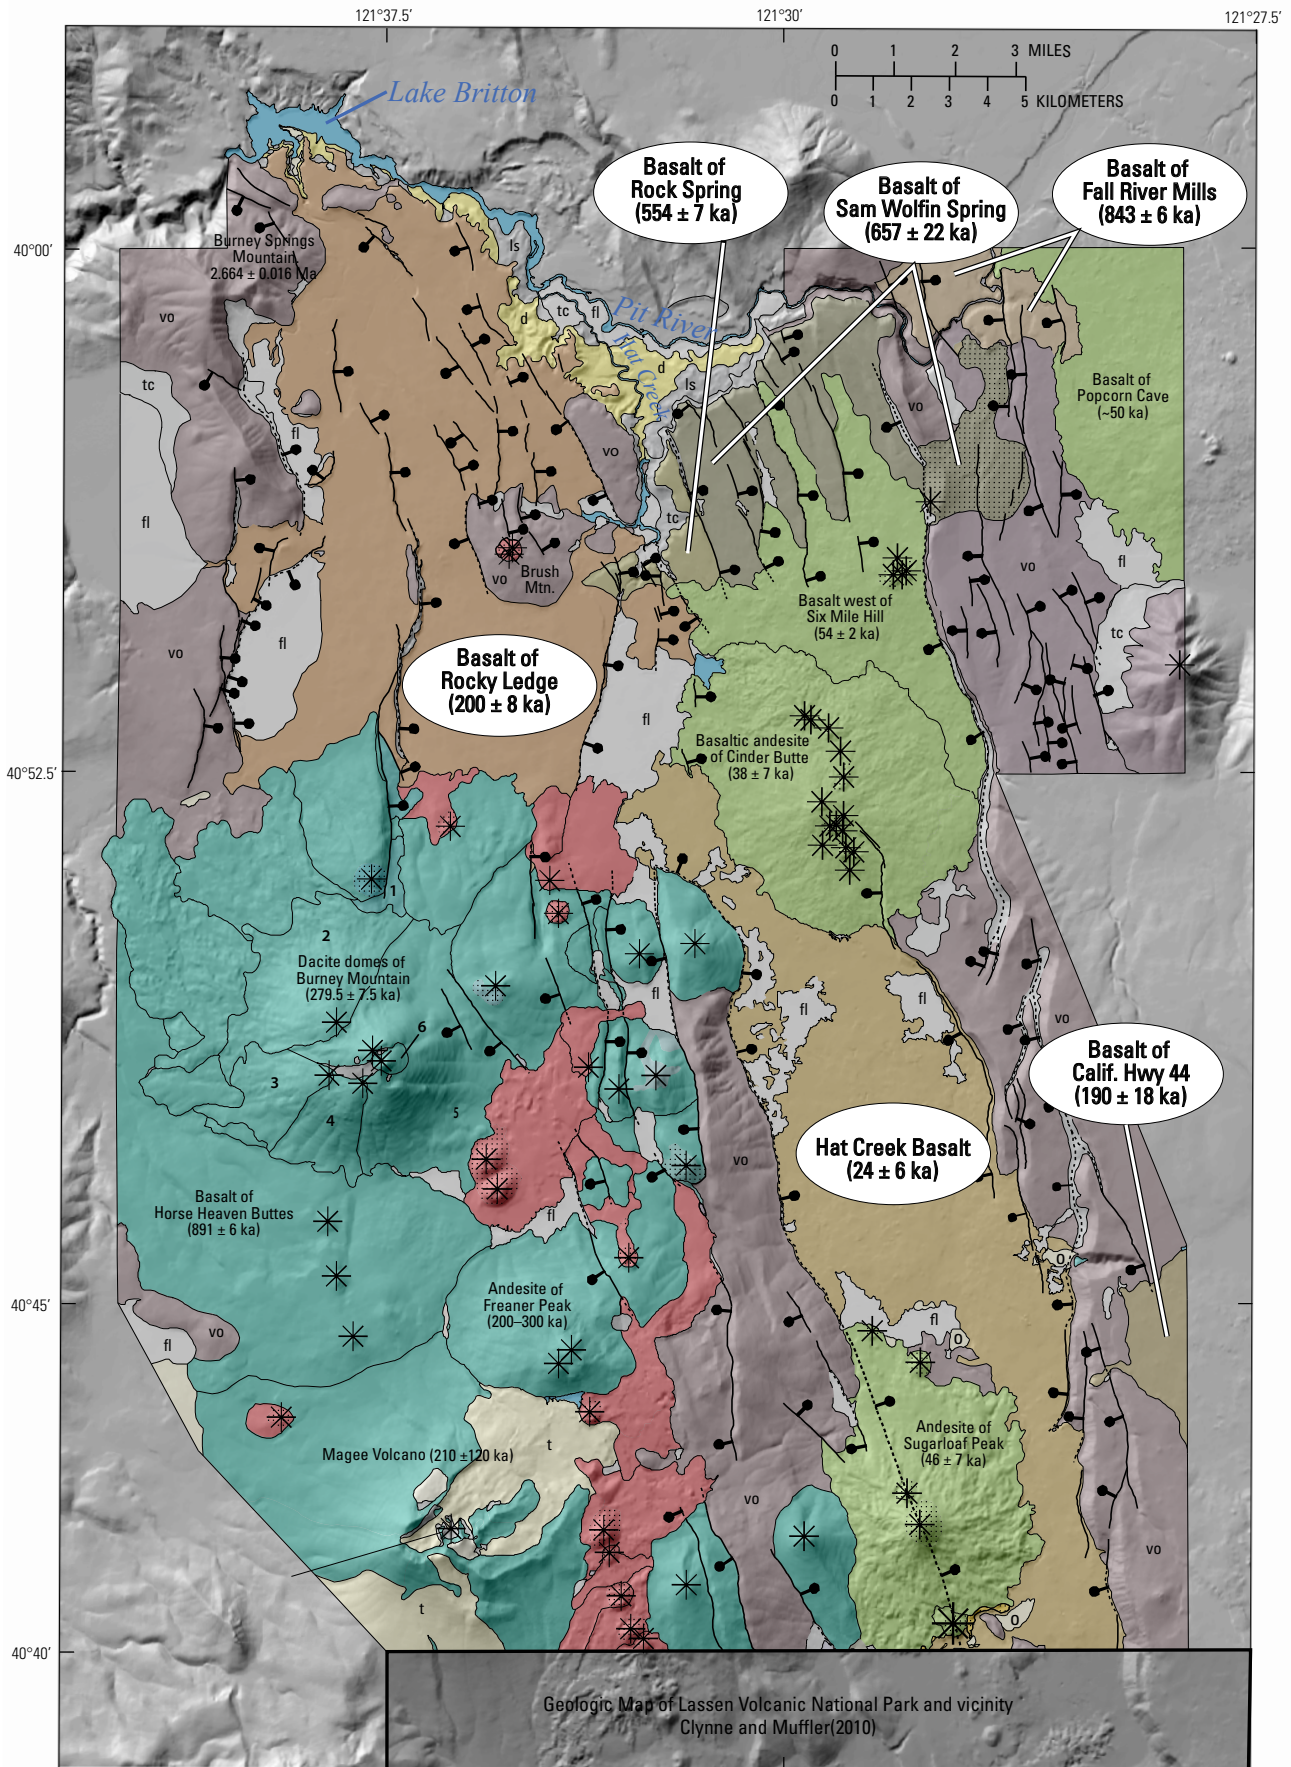 121°37.5′
121°30′
121°27.5′
0 1 2 3 MILES
0 1 2 3 4 5 KILOMETERS
Lake Britton
Basalt of
Rock Spring
(554 ± 7 ka)
Basalt of
Sam Wolfin Spring
(657 ± 22 ka)
Basalt of
Fall River Mills
(843 ± 6 ka)
40°00′
Burney Springs
Mountain
2.664 ± 0.016 Ma
ls
vo
d
tc
fl
Pit River
Hat Creek
d
ls
tc
Basalt of
Popcorn Cave
(~50 ka)
vo
fl
vo
fl
tc
vo
Brush
Mtn.
vo
fl
Basalt west of
Six Mile Hill
(54 ± 2 ka)
tc
fl
vo
Basalt of
Rocky Ledge
(200 ± 8 ka)
fl
Basaltic andesite
of Cinder Butte
(38 ± 7 ka)
40°52.5′
1
2
Dacite domes of
Burney Mountain
(279.5 ± 7.5 ka)
fl
fl
fl
vo
6
3
4
5
Basalt of
Calif. Hwy 44
(190 ± 18 ka)
Hat Creek Basalt
(24 ± 6 ka)
vo
Basalt of
Horse Heaven Buttes
(891 ± 6 ka)
fl
O
40°45′
Andesite of
Freaner Peak
(200–300 ka)
vo
fl
fl
O
Andesite of
Sugarloaf Peak
(46 ± 7 ka)
t
Magee Volcano (210 ±120 ka)
vo
vo
t
O
40°40′
Geologic Map of Lassen Volcanic National Park and vicinity
Clynne and Muffler(2010)